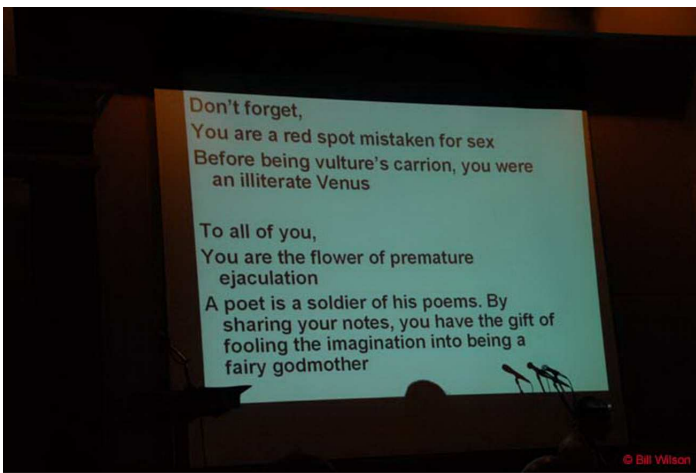 Don't forget,
You are a red spot mistaken for sex
Before being vulture's carrion, you were
an illiterate Venus
To all of you,
You are the flower of premature
ejaculation
A poet is a soldier of his poems. By
sharing your notes, you have the gift of
fooling the imagination into being a
fairy godmother
© Bill Wilson